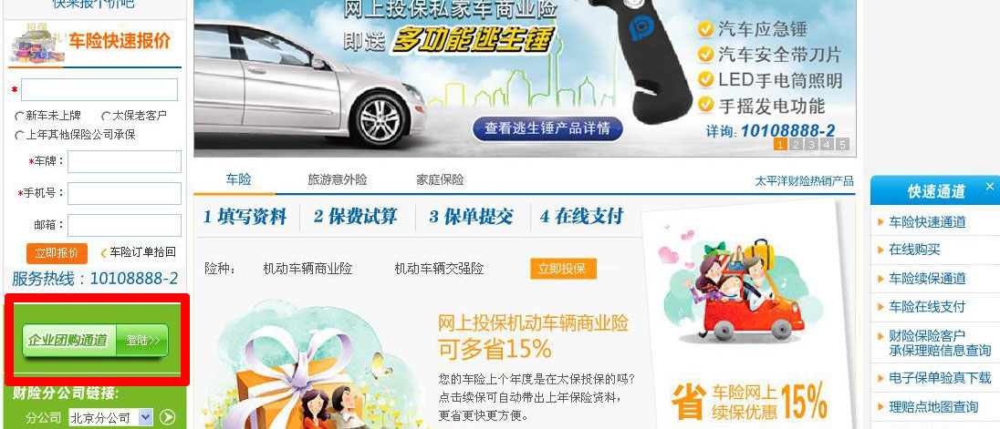 快来报个价吧
车险快速报价
*
新车未上牌 太保老客户
上年其他保险公司承保
*车牌：
*手机号：
邮箱：
立即报价 车险订单拾回
服务热线：10108888-2
企业团购通道 登陆>>
财险分公司链接:
分公司 北京分公司
网上投保私家车商业险
即送 多功能逃生锤
查看逃生锤产品详情
汽车应急锤
汽车安全带刀片
LED手电筒照明
手摇发电功能
详询: 10108888-2
1 2 3 4 5
车险 旅游意外险 家庭保险 太平洋财险热销产品
1 填写资料 2 保费试算 3 保单提交 4 在线支付
险种： 机动车辆商业险 机动车辆交强险 立即投保
网上投保机动车辆商业险
可多省15%
您的车险上个年度是在太保投保的吗?
点击续保可自动带出上年保险资料，
更省更快更方便。
省 车险网上续保优惠 15%
快速通道 ×
车险快速通道
在线购买
车险续保通道
车险在线支付
财险保险客户
承保理赔信息查询
电子保单验真下载
理赔点地图查询